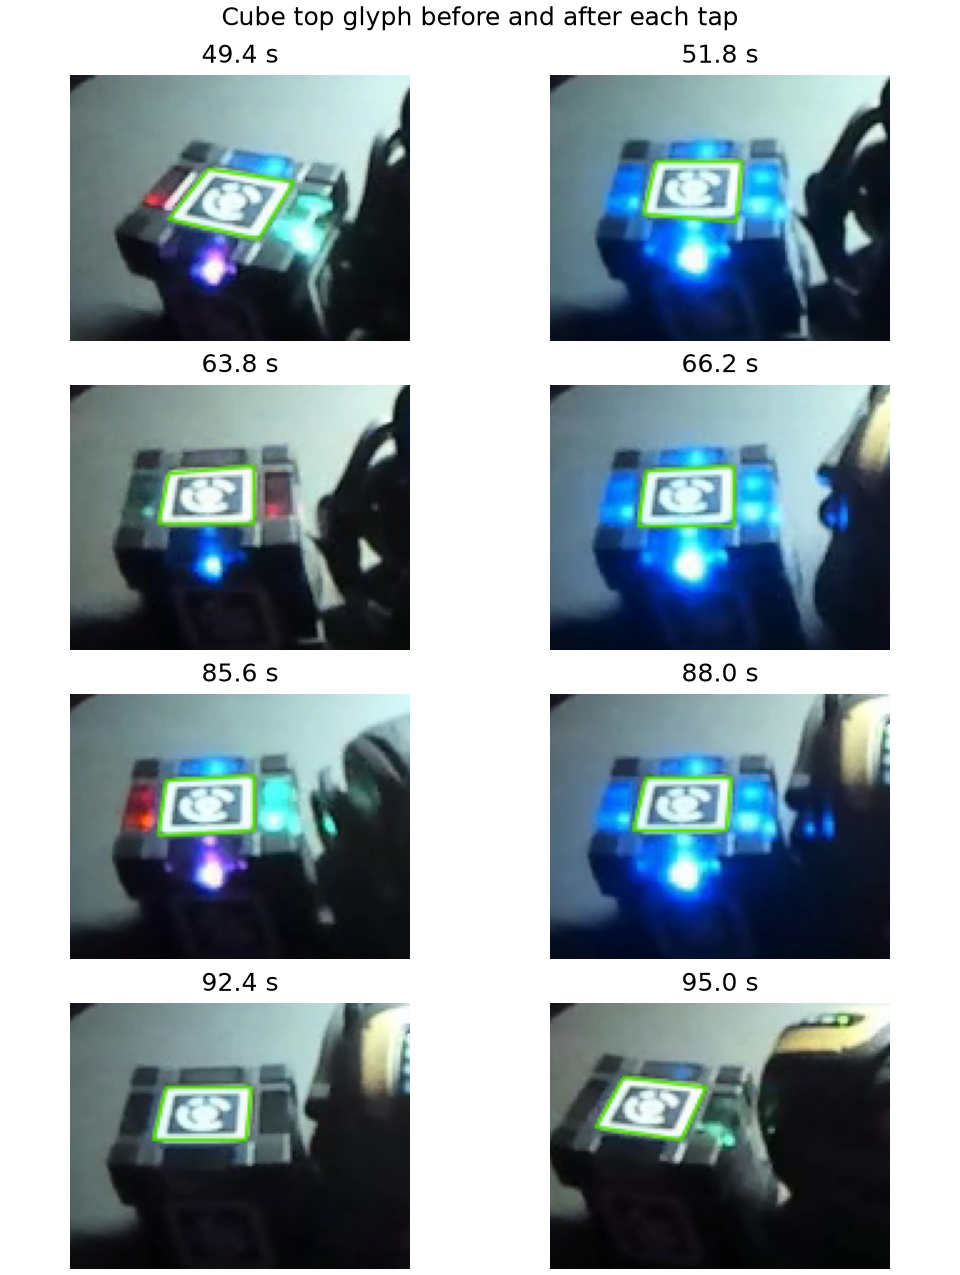 Cube top glyph before and after each tap
49.4 s
51.8 s
63.8 s
66.2 s
85.6 s
88.0 s
92.4 s
95.0 s